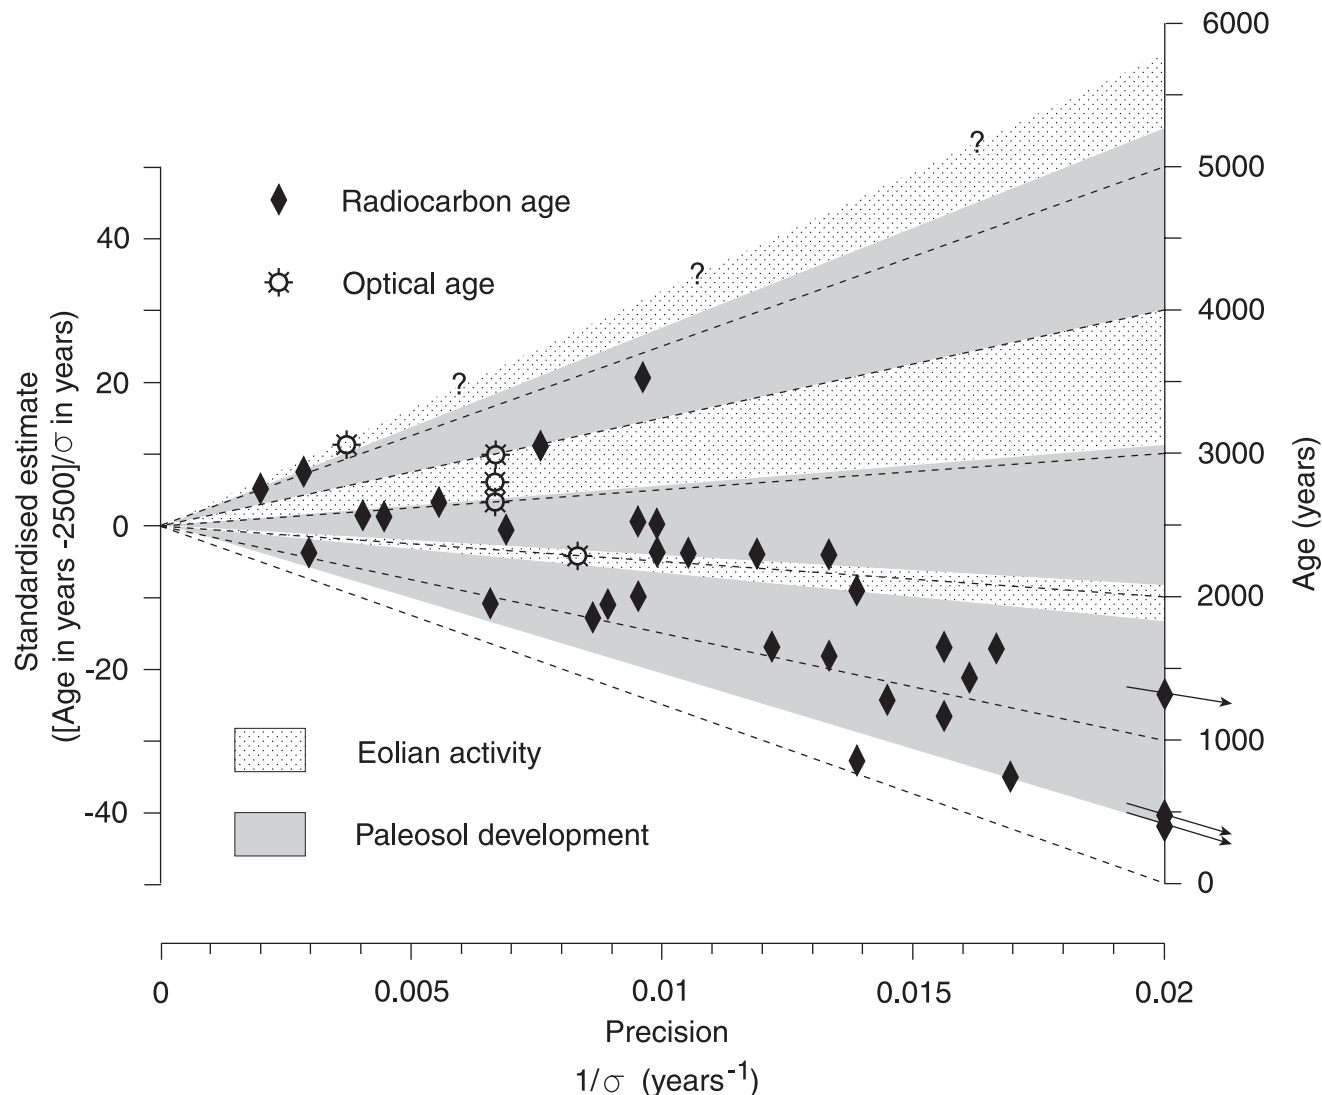 6000
?
5000
Radiocarbon age
?
40
Optical age
4000
?
20
3000
0
2000
-20
1000
Eolian activity
-40
Paleosol development
0
Standardised estimate
([Age in years -2500]/σ in years)
Age (years)
0 0.005 0.01 0.015 0.02
Precision
1/σ (years-1)